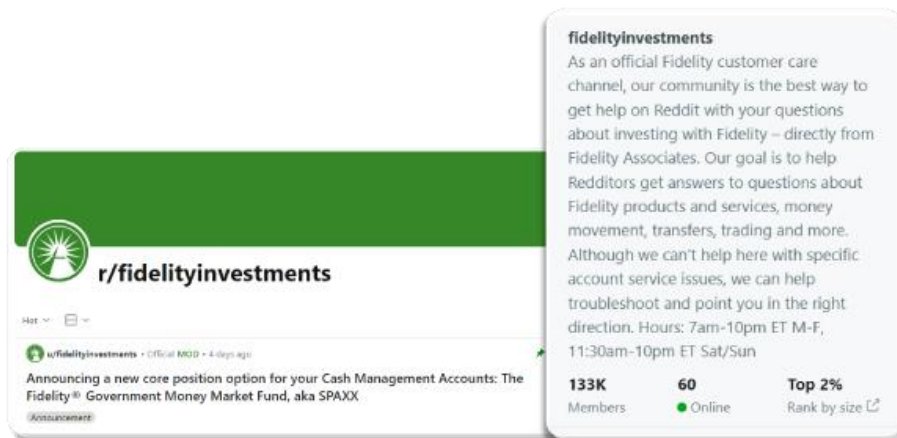 r/fidelityinvestments
Hot
u/fidelityinvestments • Official MOD • 4 days ago
Announcing a new core position option for your Cash Management Accounts: The
Fidelity® Government Money Market Fund, aka SPAXX
Announcement
fidelityinvestments
As an official Fidelity customer care
channel, our community is the best way to
get help on Reddit with your questions
about investing with Fidelity – directly from
Fidelity Associates. Our goal is to help
Redditors get answers to questions about
Fidelity products and services, money
movement, transfers, trading and more.
Although we can't help here with specific
account service issues, we can help
troubleshoot and point you in the right
direction. Hours: 7am-10pm ET M-F,
11:30am-10pm ET Sat/Sun
133K 60 Top 2%
Members Online Rank by size